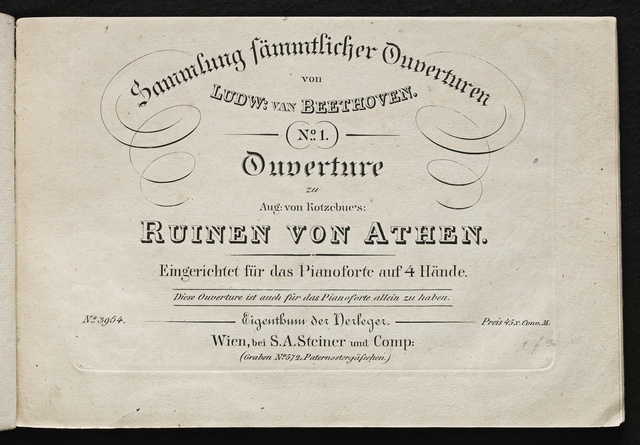 Sammlung sämmtlicher Ouverturen
von
LUDW: VAN BEETHOVEN.
No 1.
Ouverture
zu
Aug: von Kotzebue's:
RUINEN VON ATHEN.
Eingerichtet für das Pianoforte auf 4 Hände.
Diese Ouverture ist auch für das Pianoforte allein zu haben.
No 3954. Eigenthum der Verleger. Preis 45 x. Conv. M.
Wien, bei S.A. Steiner und Comp:
(Graben No 572. Paternostergässchen.)